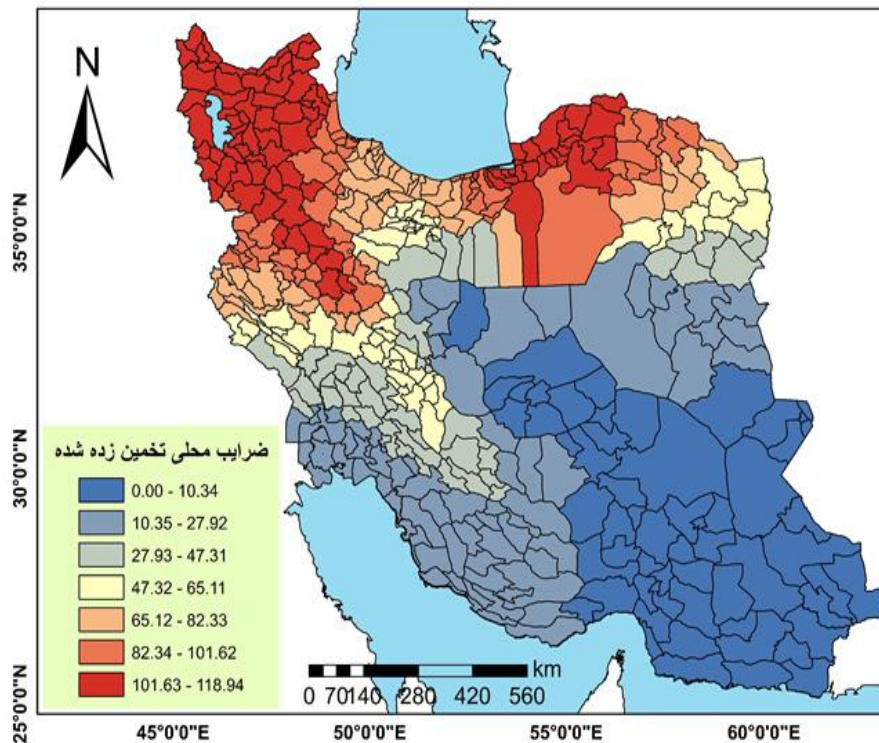 N
35°0'0"N
30°0'0"N
25°0'0"N
ضرایب محلی تخمین زده شده
0.00 - 10.34
10.35 - 27.92
27.93 - 47.31
47.32 - 65.11
65.12 - 82.33
82.34 - 101.62
101.63 - 118.94
km
0 70 140 280 420 560
45°0'0"E 50°0'0"E 55°0'0"E 60°0'0"E